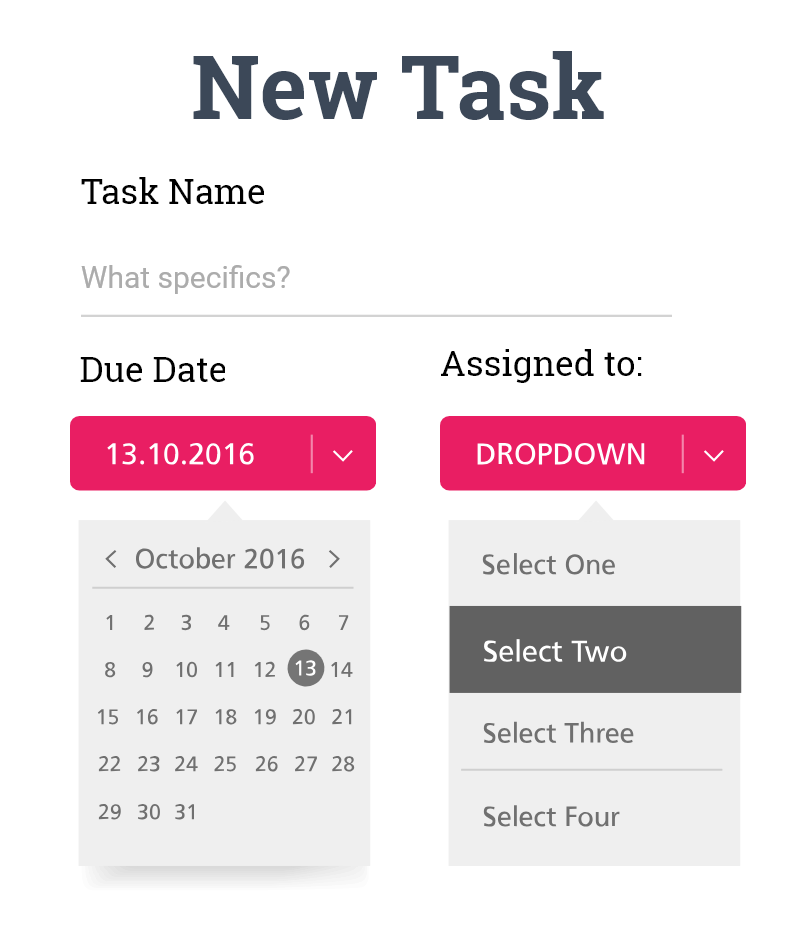 New Task
Task Name
What specifics?
Due Date
13.10.2016
< October 2016 >
1 2 3 4 5 6 7
8 9 10 11 12 13 14
15 16 17 18 19 20 21
22 23 24 25 26 27 28
29 30 31
Assigned to:
DROPDOWN
Select One
Select Two
Select Three
Select Four